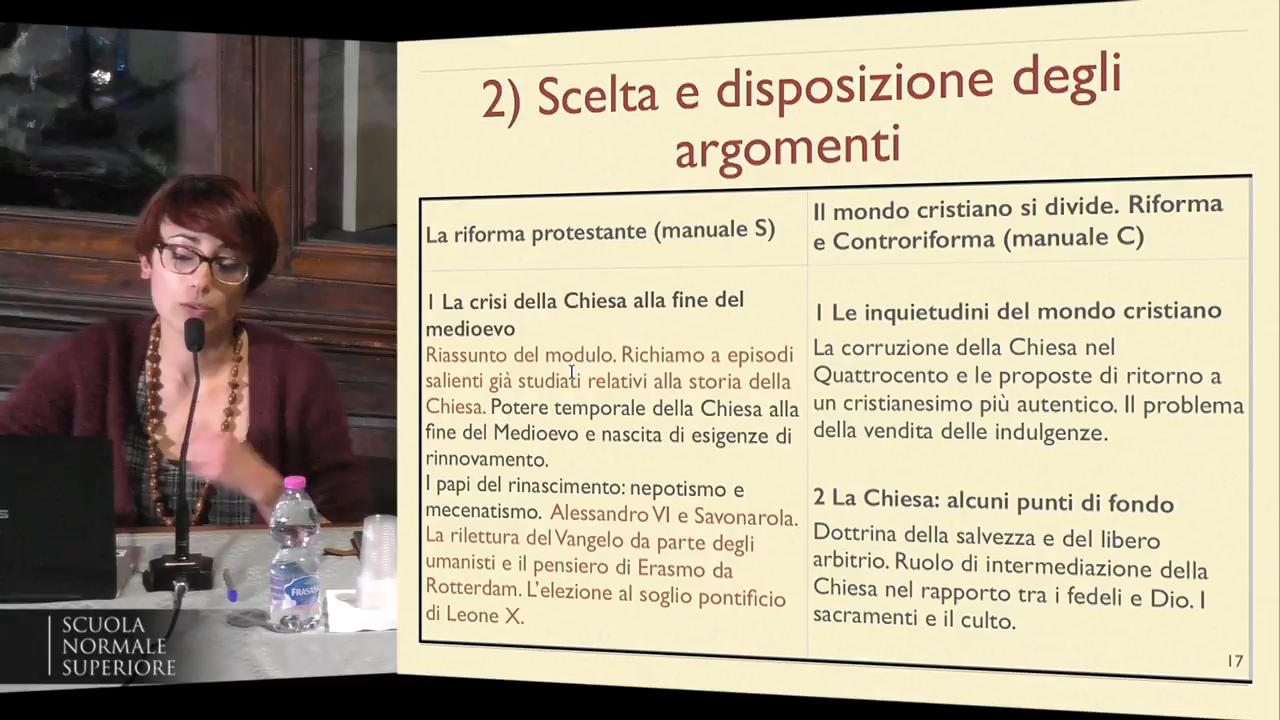 2) Scelta e disposizione degli
argomenti
La riforma protestante (manuale S)
Il mondo cristiano si divide. Riforma
e Controriforma (manuale C)
1 La crisi della Chiesa alla fine del
medioevo
Riassunto del modulo. Richiamo a episodi
salienti già studiati relativi alla storia della
Chiesa. Potere temporale della Chiesa alla
fine del Medioevo e nascita di esigenze di
rinnovamento.
I papi del rinascimento: nepotismo e
mecenatismo. Alessandro VI e Savonarola.
La rilettura del Vangelo da parte degli
umanisti e il pensiero di Erasmo da
Rotterdam. L'elezione al soglio pontificio
di Leone X.
1 Le inquietudini del mondo cristiano
La corruzione della Chiesa nel
Quattrocento e le proposte di ritorno a
un cristianesimo più autentico. Il problema
della vendita delle indulgenze.
2 La Chiesa: alcuni punti di fondo
Dottrina della salvezza e del libero
arbitrio. Ruolo di intermediazione della
Chiesa nel rapporto tra i fedeli e Dio. I
sacramenti e il culto.
17
FRASAS
SCUOLA
NORMALE
SUPERIORE